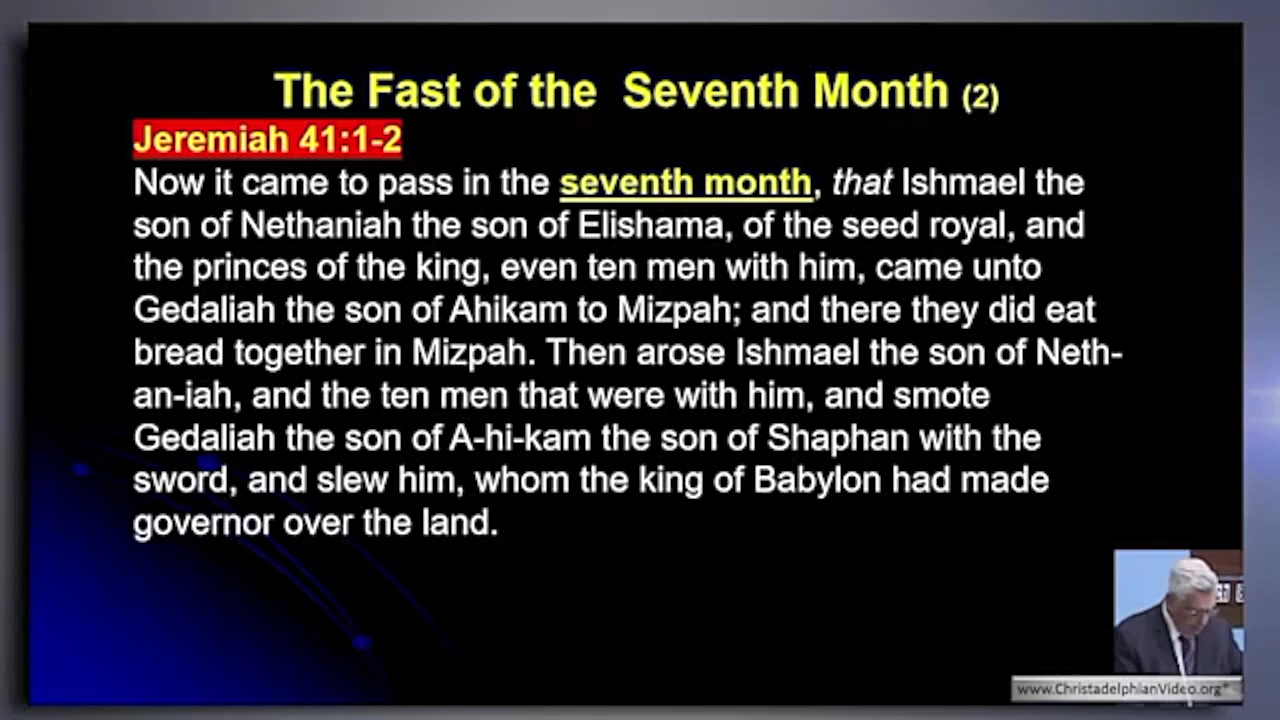 The Fast of the Seventh Month (2)
Jeremiah 41:1-2
Now it came to pass in the seventh month, that Ishmael the
son of Nethaniah the son of Elishama, of the seed royal, and
the princes of the king, even ten men with him, came unto
Gedaliah the son of Ahikam to Mizpah; and there they did eat
bread together in Mizpah. Then arose Ishmael the son of Neth-
an-iah, and the ten men that were with him, and smote
Gedaliah the son of A-hi-kam the son of Shaphan with the
sword, and slew him, whom the king of Babylon had made
governor over the land.
www.ChristadelphianVideo.org